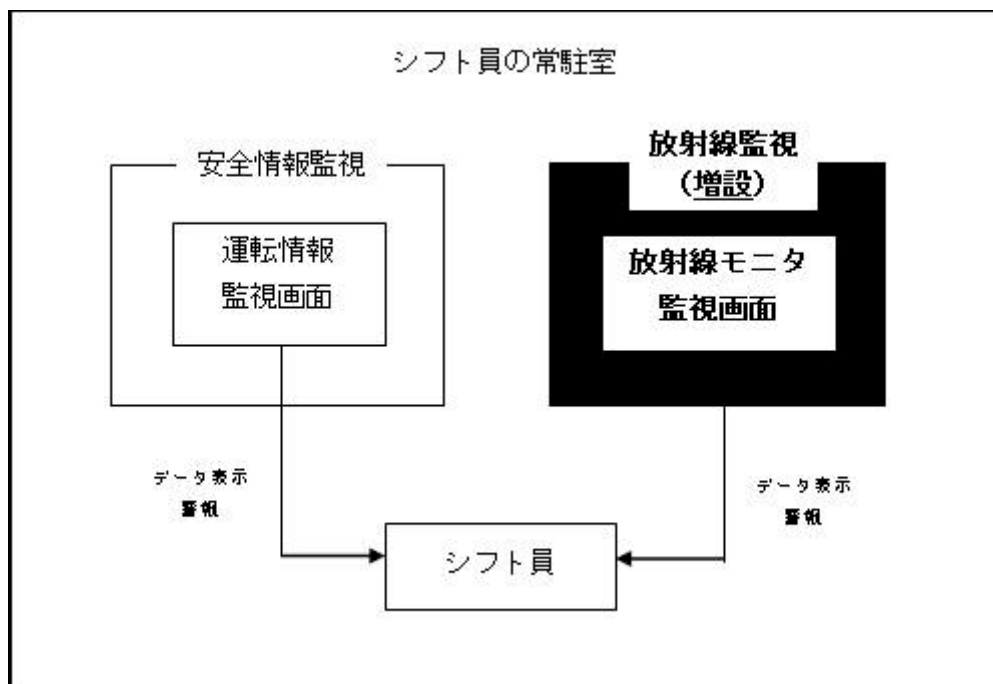 シフト員の常駐室
安全情報監視
運転情報
監視画面
放射線監視
（増設）
放射線モニタ
監視画面
データ表示
警報
データ表示
警報
シフト員